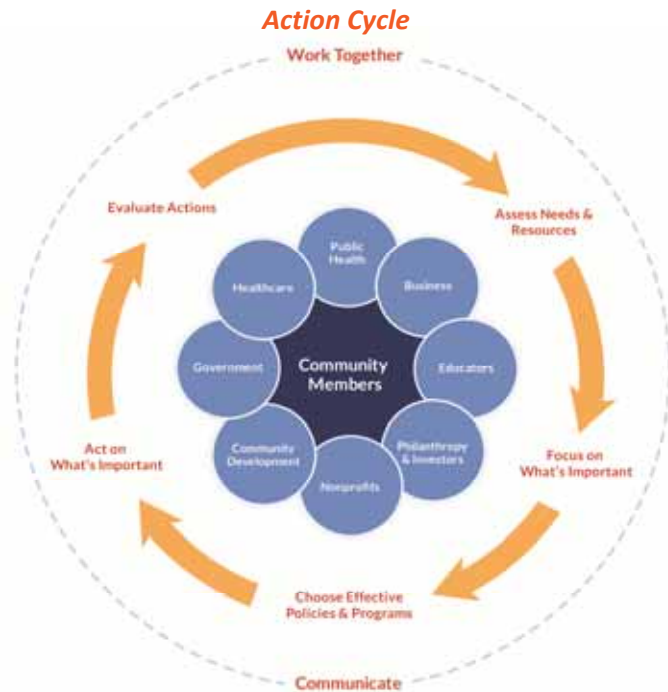 Action Cycle
Work Together
Evaluate Actions
Assess Needs &
Resources
Public
Health
Healthcare
Business
Government
Community
Members
Educators
Act on
What's Important
Community
Development
Philanthropy
& Investors
Focus on
What's Important
Nonprofits
Choose Effective
Policies & Programs
Communicate